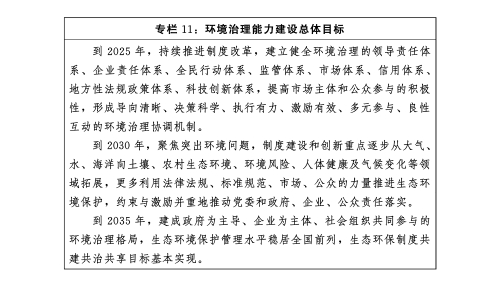 专栏 11：环境治理能力建设总体目标
到 2025 年，持续推进制度改革，建立健全环境治理的领导责任体
系、企业责任体系、全民行动体系、监管体系、市场体系、信用体系、
地方性法规政策体系、科技创新体系，提高市场主体和公众参与的积极
性，形成导向清晰、决策科学、执行有力、激励有效、多元参与、良性
互动的环境治理协调机制。
到 2030 年，聚焦突出环境问题，制度建设和创新重点逐步从大气、
水、海洋向土壤、农村生态环境、环境风险、人体健康及气候变化等领
域拓展，更多利用法律法规、标准规范、市场、公众的力量推进生态环
境保护，约束与激励并重地推动党委和政府、企业、公众责任落实。
到 2035 年，建成政府为主导、企业为主体、社会组织共同参与的
环境治理格局，生态环境保护管理水平稳居全国前列，生态环保制度共
建共治共享目标基本实现。